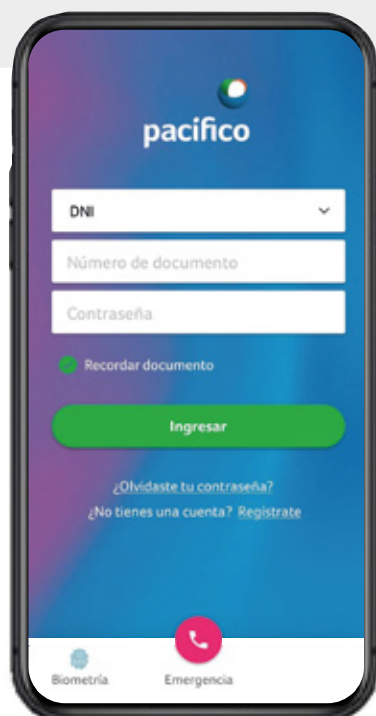 pacífico
DNI
Número de documento
Contraseña
Recordar documento
Ingresar
¿Olvidaste tu contraseña?
¿No tienes una cuenta? Regístrate
Biometría
Emergencia